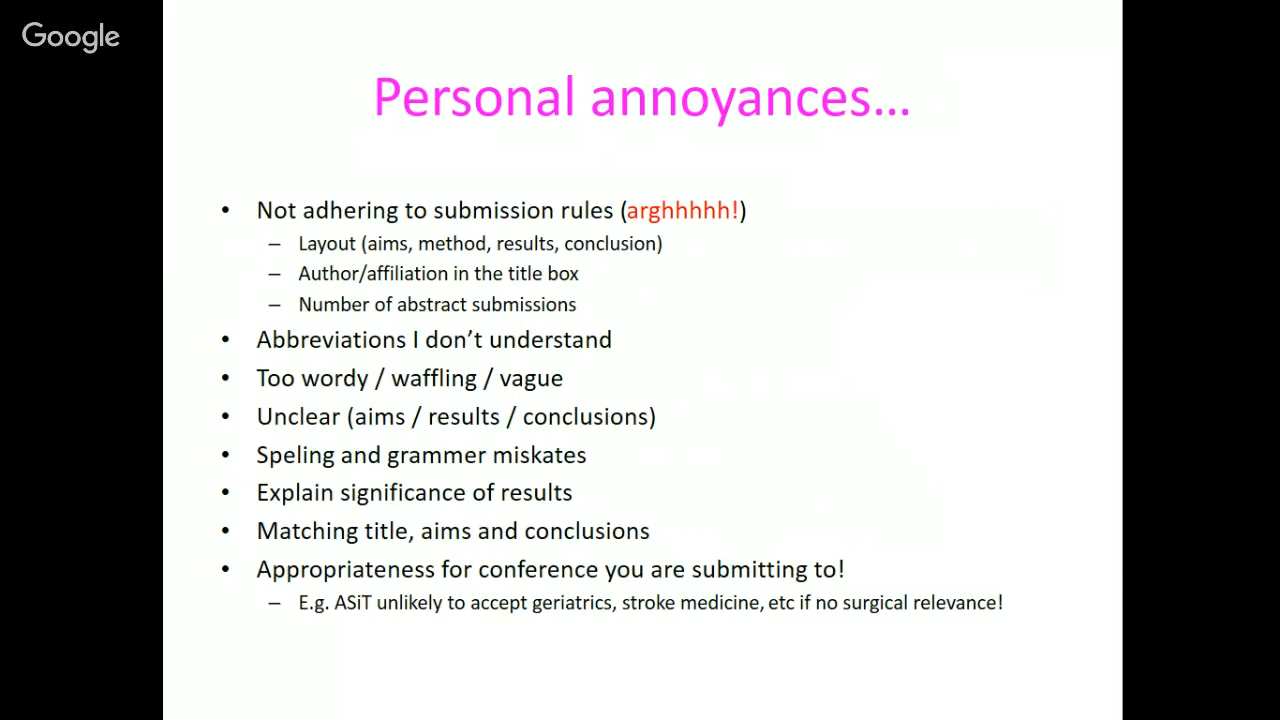 Google
Personal annoyances...
• Not adhering to submission rules (arghhhhh!)
– Layout (aims, method, results, conclusion)
– Author/affiliation in the title box
– Number of abstract submissions
• Abbreviations I don’t understand
• Too wordy / waffling / vague
• Unclear (aims / results / conclusions)
• Speling and grammer miskates
• Explain significance of results
• Matching title, aims and conclusions
• Appropriateness for conference you are submitting to!
– E.g. ASiT unlikely to accept geriatrics, stroke medicine, etc if no surgical relevance!